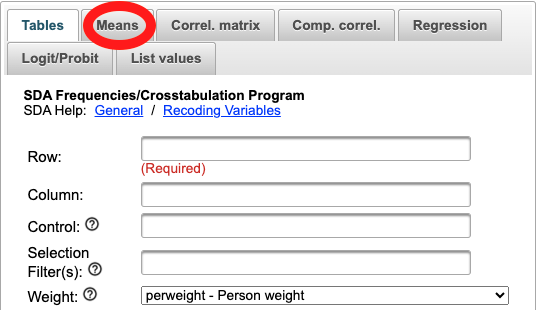 Tables Means Correl. matrix Comp. correl. Regression
Logit/Probit List values
SDA Frequencies/Crosstabulation Program
SDA Help: General / Recoding Variables
Row:
(Required)
Column:
Control: ?
Selection
Filter(s): ?
Weight: ? perweight - Person weight